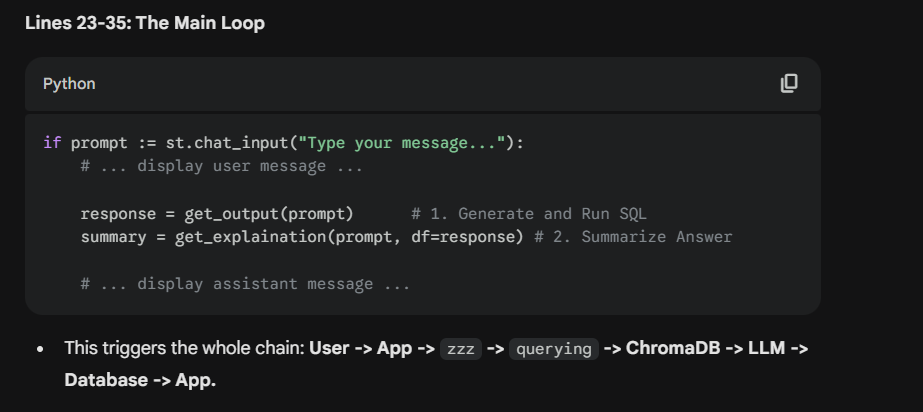 Lines 23-35: The Main Loop
Python
if prompt := st.chat_input("Type your message..."):
    # ... display user message ...
    response = get_output(prompt)      # 1. Generate and Run SQL
    summary = get_explaination(prompt, df=response) # 2. Summarize Answer
    # ... display assistant message ...
• This triggers the whole chain: User -> App -> zzz -> querying -> ChromaDB -> LLM ->
Database -> App.